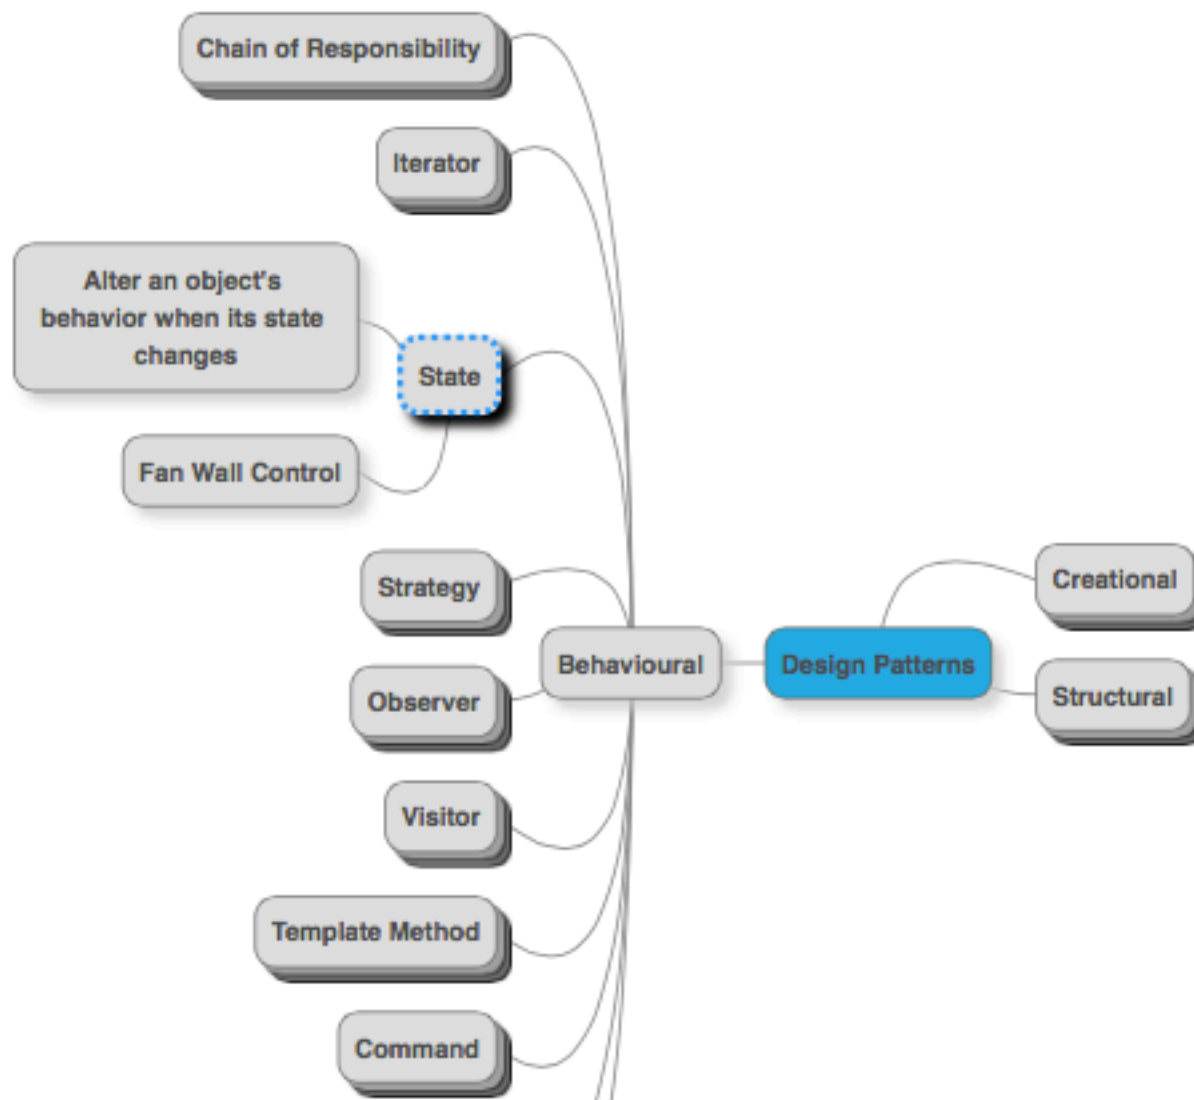 Chain of Responsibility
Iterator
Alter an object's
behavior when its state
changes
State
Fan Wall Control
Strategy
Creational
Behavioural
Design Patterns
Structural
Observer
Visitor
Template Method
Command